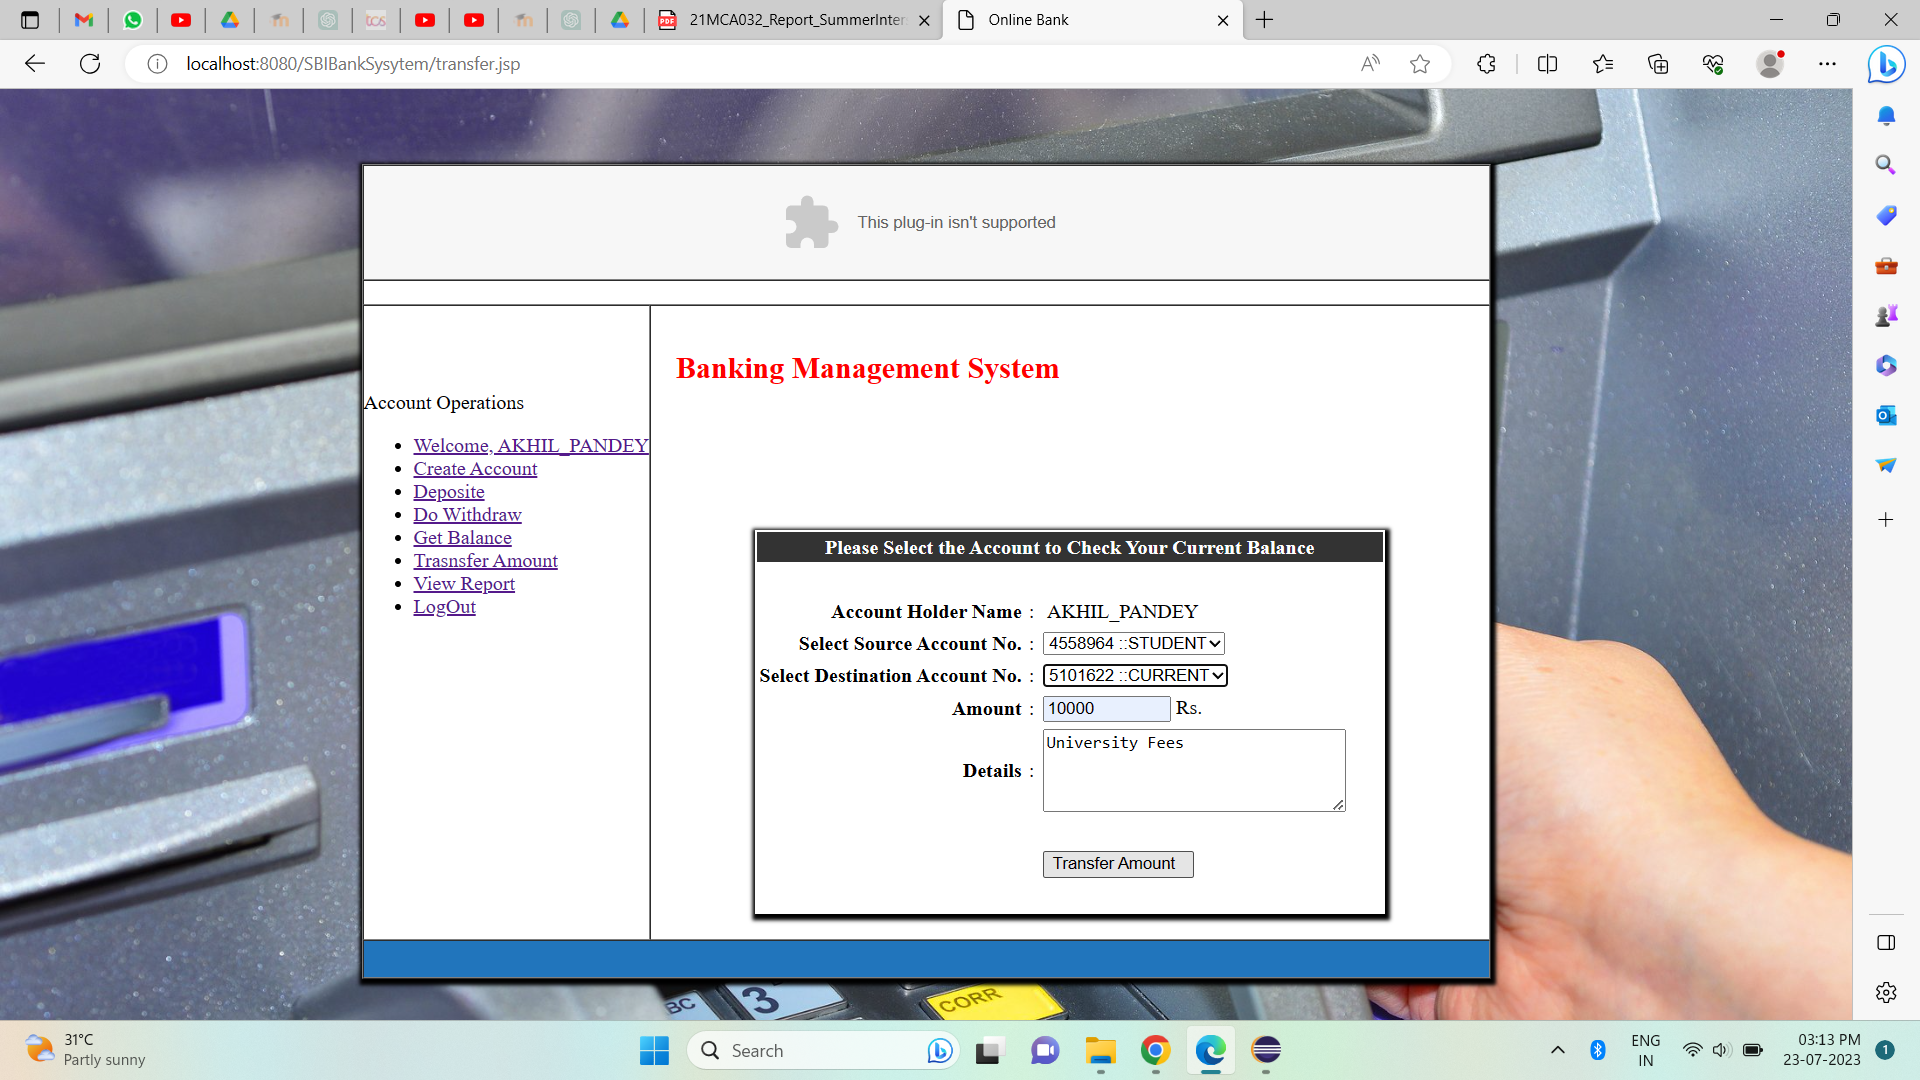 21MCA032_Report_SummerInter
Online Bank
localhost:8080/SBIBankSysytem/transfer.jsp
This plug-in isn't supported
Banking Management System
Account Operations
Welcome, AKHIL_PANDEY
Create Account
Deposite
Do Withdraw
Get Balance
Trasnsfer Amount
View Report
LogOut
Please Select the Account to Check Your Current Balance
Account Holder Name : AKHIL_PANDEY
Select Source Account No. : 4558964 ::STUDENT
Select Destination Account No. : 5101622 ::CURRENT
Amount : 10000 Rs.
Details : University Fees
Transfer Amount
3
CORR
31°C
Partly sunny
Search
ENG
IN
03:13 PM
23-07-2023
1